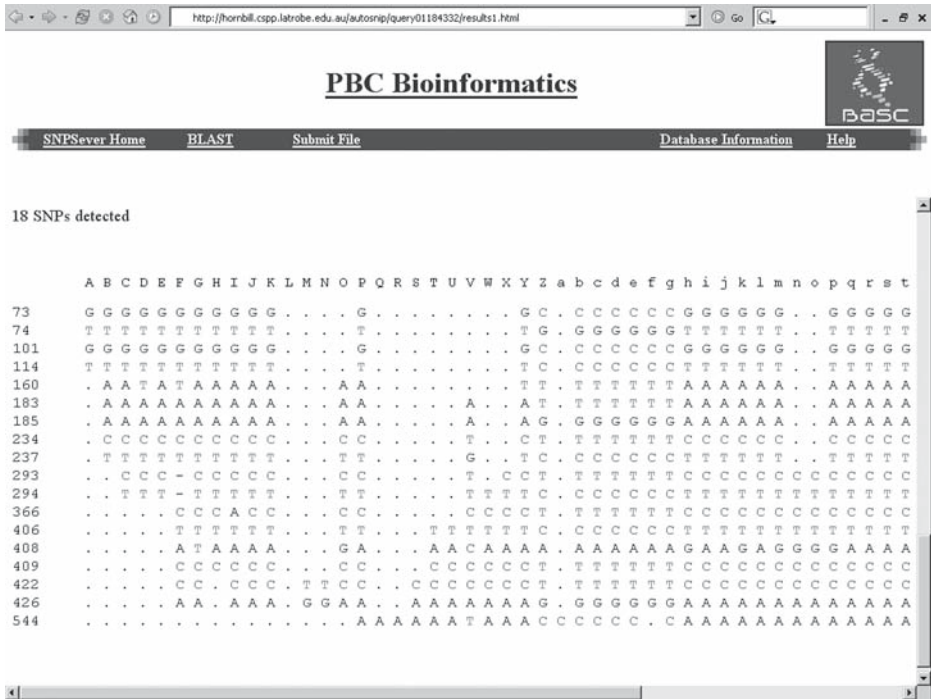 http://hornbill.cspp.latrobe.edu.au/autosnip/query01184332/results1.html Go G
PBC Bioinformatics
BASC
SNPSever Home BLAST Submit File Database Information Help
18 SNPs detected
A B C D E F G H I J K L M N O P Q R S T U V W X Y Z a b c d e f g h i j k l m n o p q r s t
73 G G G G G G G G G G G . . . . G . . . . . . . . G C . C C C C C C G G G G G G . . G G G G G
74 T T T T T T T T T T T . . . . T . . . . . . . . T G . G G G G G G T T T T T T . . T T T T T
101 G G G G G G G G G G G . . . . G . . . . . . . . G C . C C C C C C G G G G G G . . G G G G G
114 T T T T T T T T T T T . . . . T . . . . . . . . T C . C C C C C C T T T T T T . . T T T T T
160 . A A T A T A A A A A . . . A A . . . . . . . . T T . T T T T T T A A A A A A . . A A A A A
183 . A A A A A A A A A A . . . A A . . . . . A . . A T . T T T T T T A A A A A A . . A A A A A
185 . A A A A A A A A A A . . . A A . . . . . A . . A G . G G G G G G A A A A A A . . A A A A A
234 . C C C C C C C C C C . . . C C . . . . . T . . C T . T T T T T T C C C C C C . . C C C C C
237 . T T T T T T T T T T . . . T T . . . . . G . . T C . C C C C C C T T T T T T . . T T T T T
293 . . C C C - C C C C C . . . C C . . . . . T . C C T . T T T T T T C C C C C C C C C C C C C
294 . . T T T - T T T T T . . . T T . . . . . T T T T C . C C C C C C T T T T T T T T T T T T T
366 . . . . . C C C A C C . . . C C . . . . . C C C C T . T T T T T T C C C C C C C C C C C C C
406 . . . . . T T T T T T . . . T T . . . T T T T T T C . C C C C C C T T T T T T T T T T T T T
408 . . . . . A T A A A A . . . G A . . . A A C A A A A . A A A A A A G A A G A G G G G A A A A
409 . . . . . C C C C C C . . . C C . . . C C C C C C T . T T T T T T C C C C C C C C C C C C C
422 . . . . . C C . C C C . T T C C . . C C C C C C C T . T T T T T T C C C C C C C C C C C C C
426 . . . . . A A . A A A . G G A A . . A A A A A A A G . G G G G G G A A A A A A A A A A A A A
544 . . . . . . . . . . . . . . . A A A A A A T A A A C C C C C C . C A A A A A A A A A A A A A